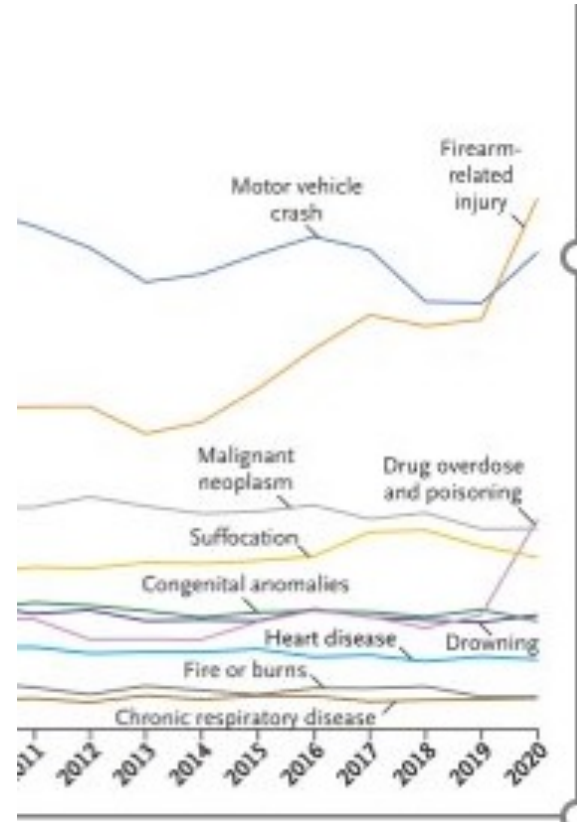 Firearm-
related
injury
Motor vehicle
crash
Malignant
neoplasm
Drug overdose
and poisoning
Suffocation
Congenital anomalies
Heart disease
Drowning
Fire or burns
Chronic respiratory disease
2012
2013
2014
2015
2016
2017
2018
2019
2020